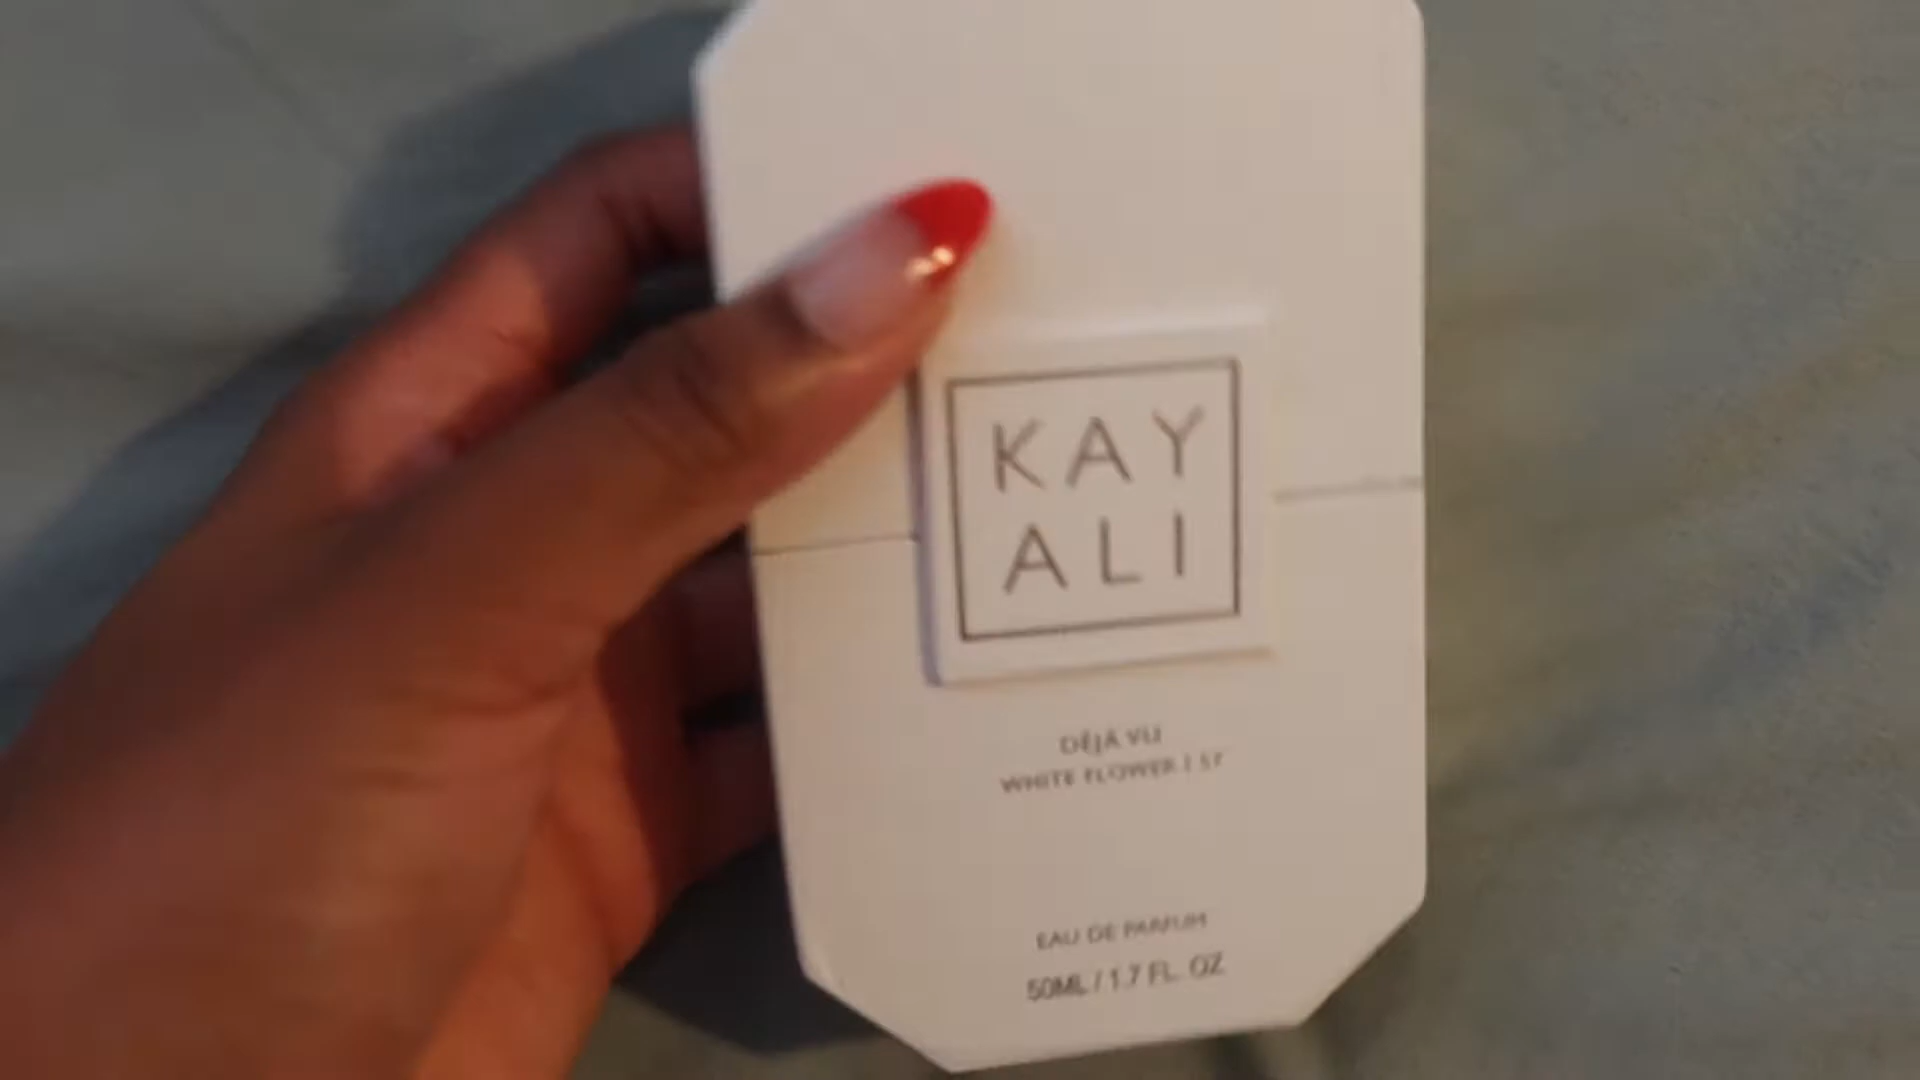 KAY
ALI
DÉJÀ VU
WHITE FLOWER | 57
EAU DE PARFUM
50ML / 1.7 FL. OZ